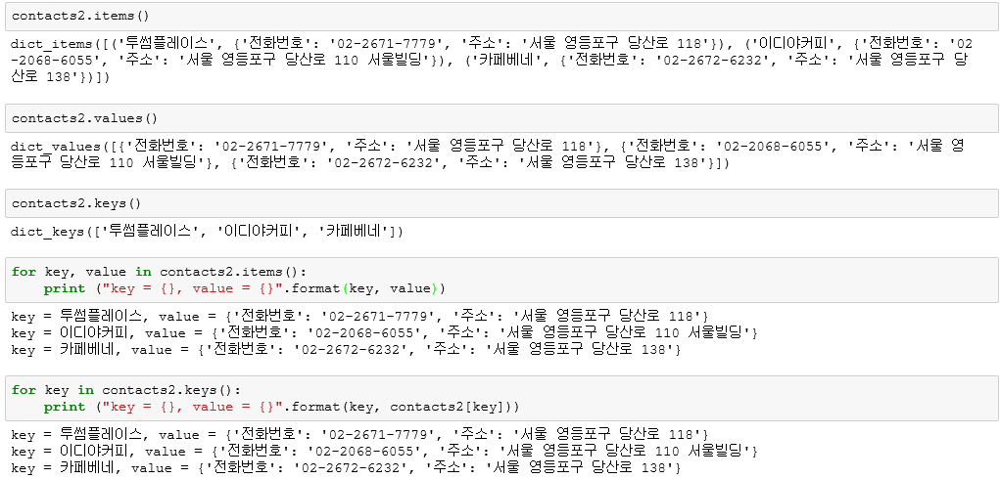 contacts2.items()
dict_items([('투썸플레이스', {'전화번호': '02-2671-7779', '주소': '서울 영등포구 당산로 118'}), ('이디야커피', {'전화번호': '02
-2068-6055', '주소': '서울 영등포구 당산로 110 서울빌딩'}), ('카페베네', {'전화번호': '02-2672-6232', '주소': '서울 영등포구 당
산로 138'})])
contacts2.values()
dict_values([{'전화번호': '02-2671-7779', '주소': '서울 영등포구 당산로 118'}, {'전화번호': '02-2068-6055', '주소': '서울 영
등포구 당산로 110 서울빌딩'}, {'전화번호': '02-2672-6232', '주소': '서울 영등포구 당산로 138'}])
contacts2.keys()
dict_keys(['투썸플레이스', '이디야커피', '카페베네'])
for key, value in contacts2.items():
    print ("key = {}, value = {}".format(key, value))
key = 투썸플레이스, value = {'전화번호': '02-2671-7779', '주소': '서울 영등포구 당산로 118'}
key = 이디야커피, value = {'전화번호': '02-2068-6055', '주소': '서울 영등포구 당산로 110 서울빌딩'}
key = 카페베네, value = {'전화번호': '02-2672-6232', '주소': '서울 영등포구 당산로 138'}
for key in contacts2.keys():
    print ("key = {}, value = {}".format(key, contacts2[key]))
key = 투썸플레이스, value = {'전화번호': '02-2671-7779', '주소': '서울 영등포구 당산로 118'}
key = 이디야커피, value = {'전화번호': '02-2068-6055', '주소': '서울 영등포구 당산로 110 서울빌딩'}
key = 카페베네, value = {'전화번호': '02-2672-6232', '주소': '서울 영등포구 당산로 138'}